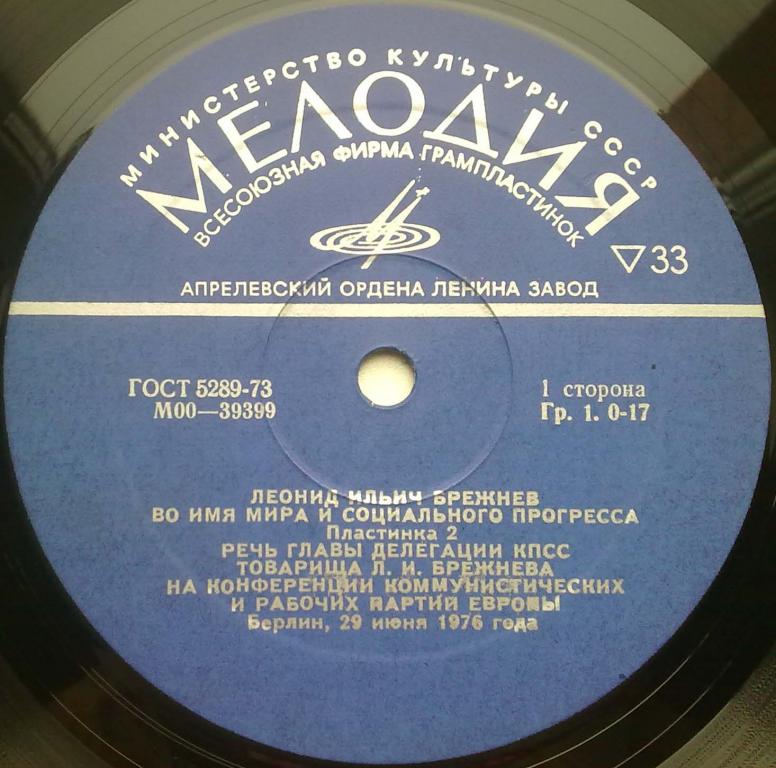 МИНИСТЕРСТВО КУЛЬТУРЫ СССР
МЕЛОДИЯ
ВСЕСОЮЗНАЯ ФИРМА ГРАМПЛАСТИНОК
▽33
АПРЕЛЕВСКИЙ ОРДЕНА ЛЕНИНА ЗАВОД
ГОСТ 5289-73
М00—39399
1 сторона
Гр. 1. 0-17
ЛЕОНИД ИЛЬИЧ БРЕЖНЕВ
ВО ИМЯ МИРА И СОЦИАЛЬНОГО ПРОГРЕССА
Пластинка 2
РЕЧЬ ГЛАВЫ ДЕЛЕГАЦИИ КПСС
ТОВАРИЩА Л. И. БРЕЖНЕВА
НА КОНФЕРЕНЦИИ КОММУНИСТИЧЕСКИХ
И РАБОЧИХ ПАРТИЙ ЕВРОПЫ
Берлин, 29 июня 1976 года